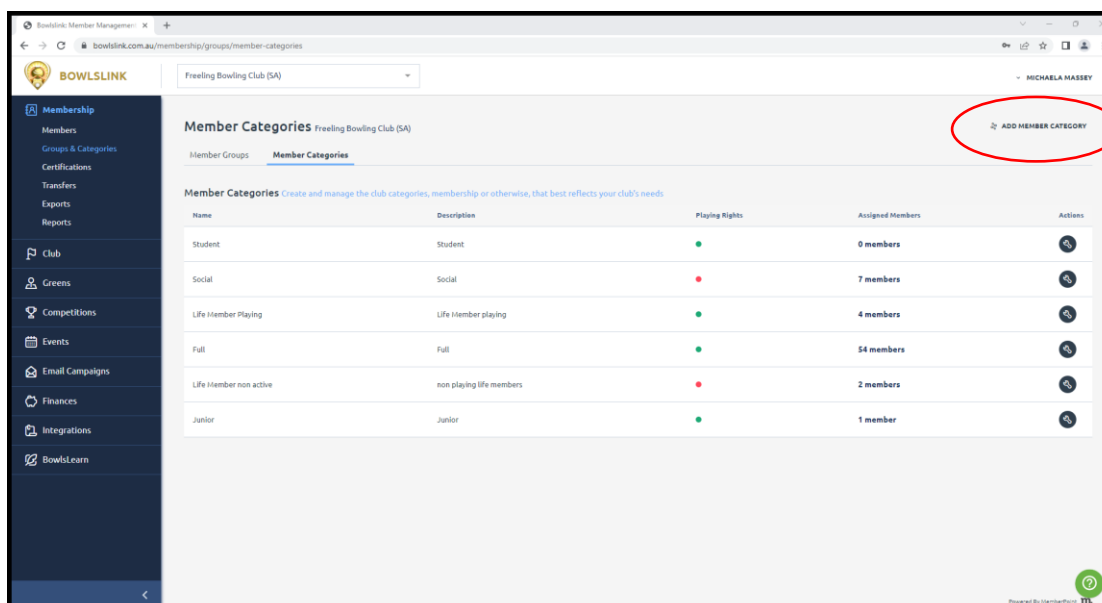 Bowlslink: Member Management
bowlslink.com.au/membership/groups/member-categories
BOWLSLINK
Freeling Bowling Club (SA)
MICHAELA MASSEY
Membership
Members
Groups & Categories
Certifications
Transfers
Exports
Reports
Club
Greens
Competitions
Events
Email Campaigns
Finances
Integrations
BowlsLearn
Member Categories Freeling Bowling Club (SA)
ADD MEMBER CATEGORY
Member Groups Member Categories
Member Categories Create and manage the club categories, membership or otherwise, that best reflects your club's needs
Name Description Playing Rights Assigned Members Actions
Student Student 0 members
Social Social 7 members
Life Member Playing Life Member playing 4 members
Full Full 54 members
Life Member non active non playing life members 2 members
Junior Junior 1 member
Powered By MemberPoint